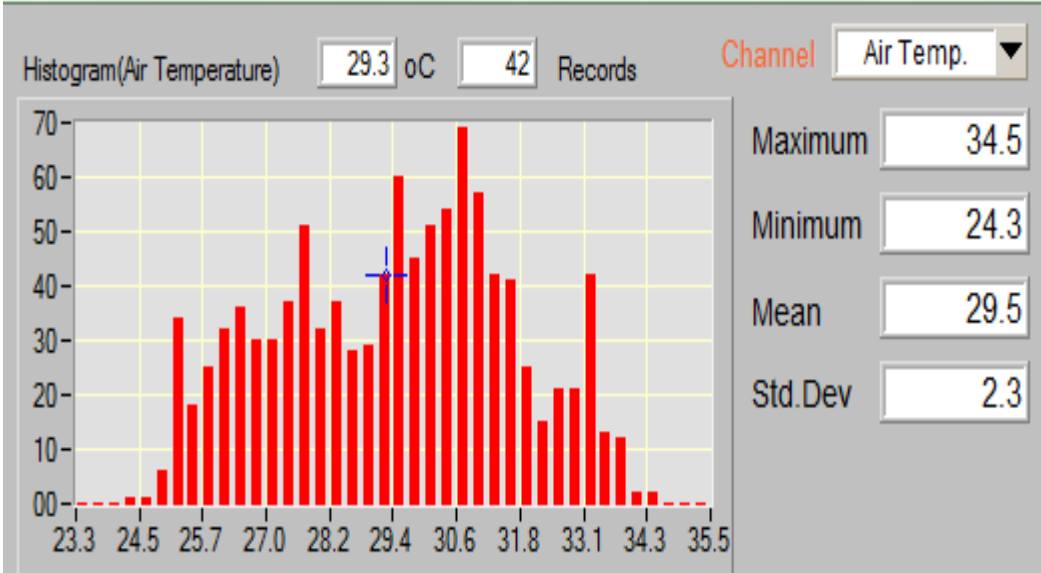 Histogram(Air Temperature) 29.3 oC 42 Records
Channel Air Temp.
70
60
50
40
30
20
10
00
23.3 24.5 25.7 27.0 28.2 29.4 30.6 31.8 33.1 34.3 35.5
Maximum 34.5
Minimum 24.3
Mean 29.5
Std.Dev 2.3